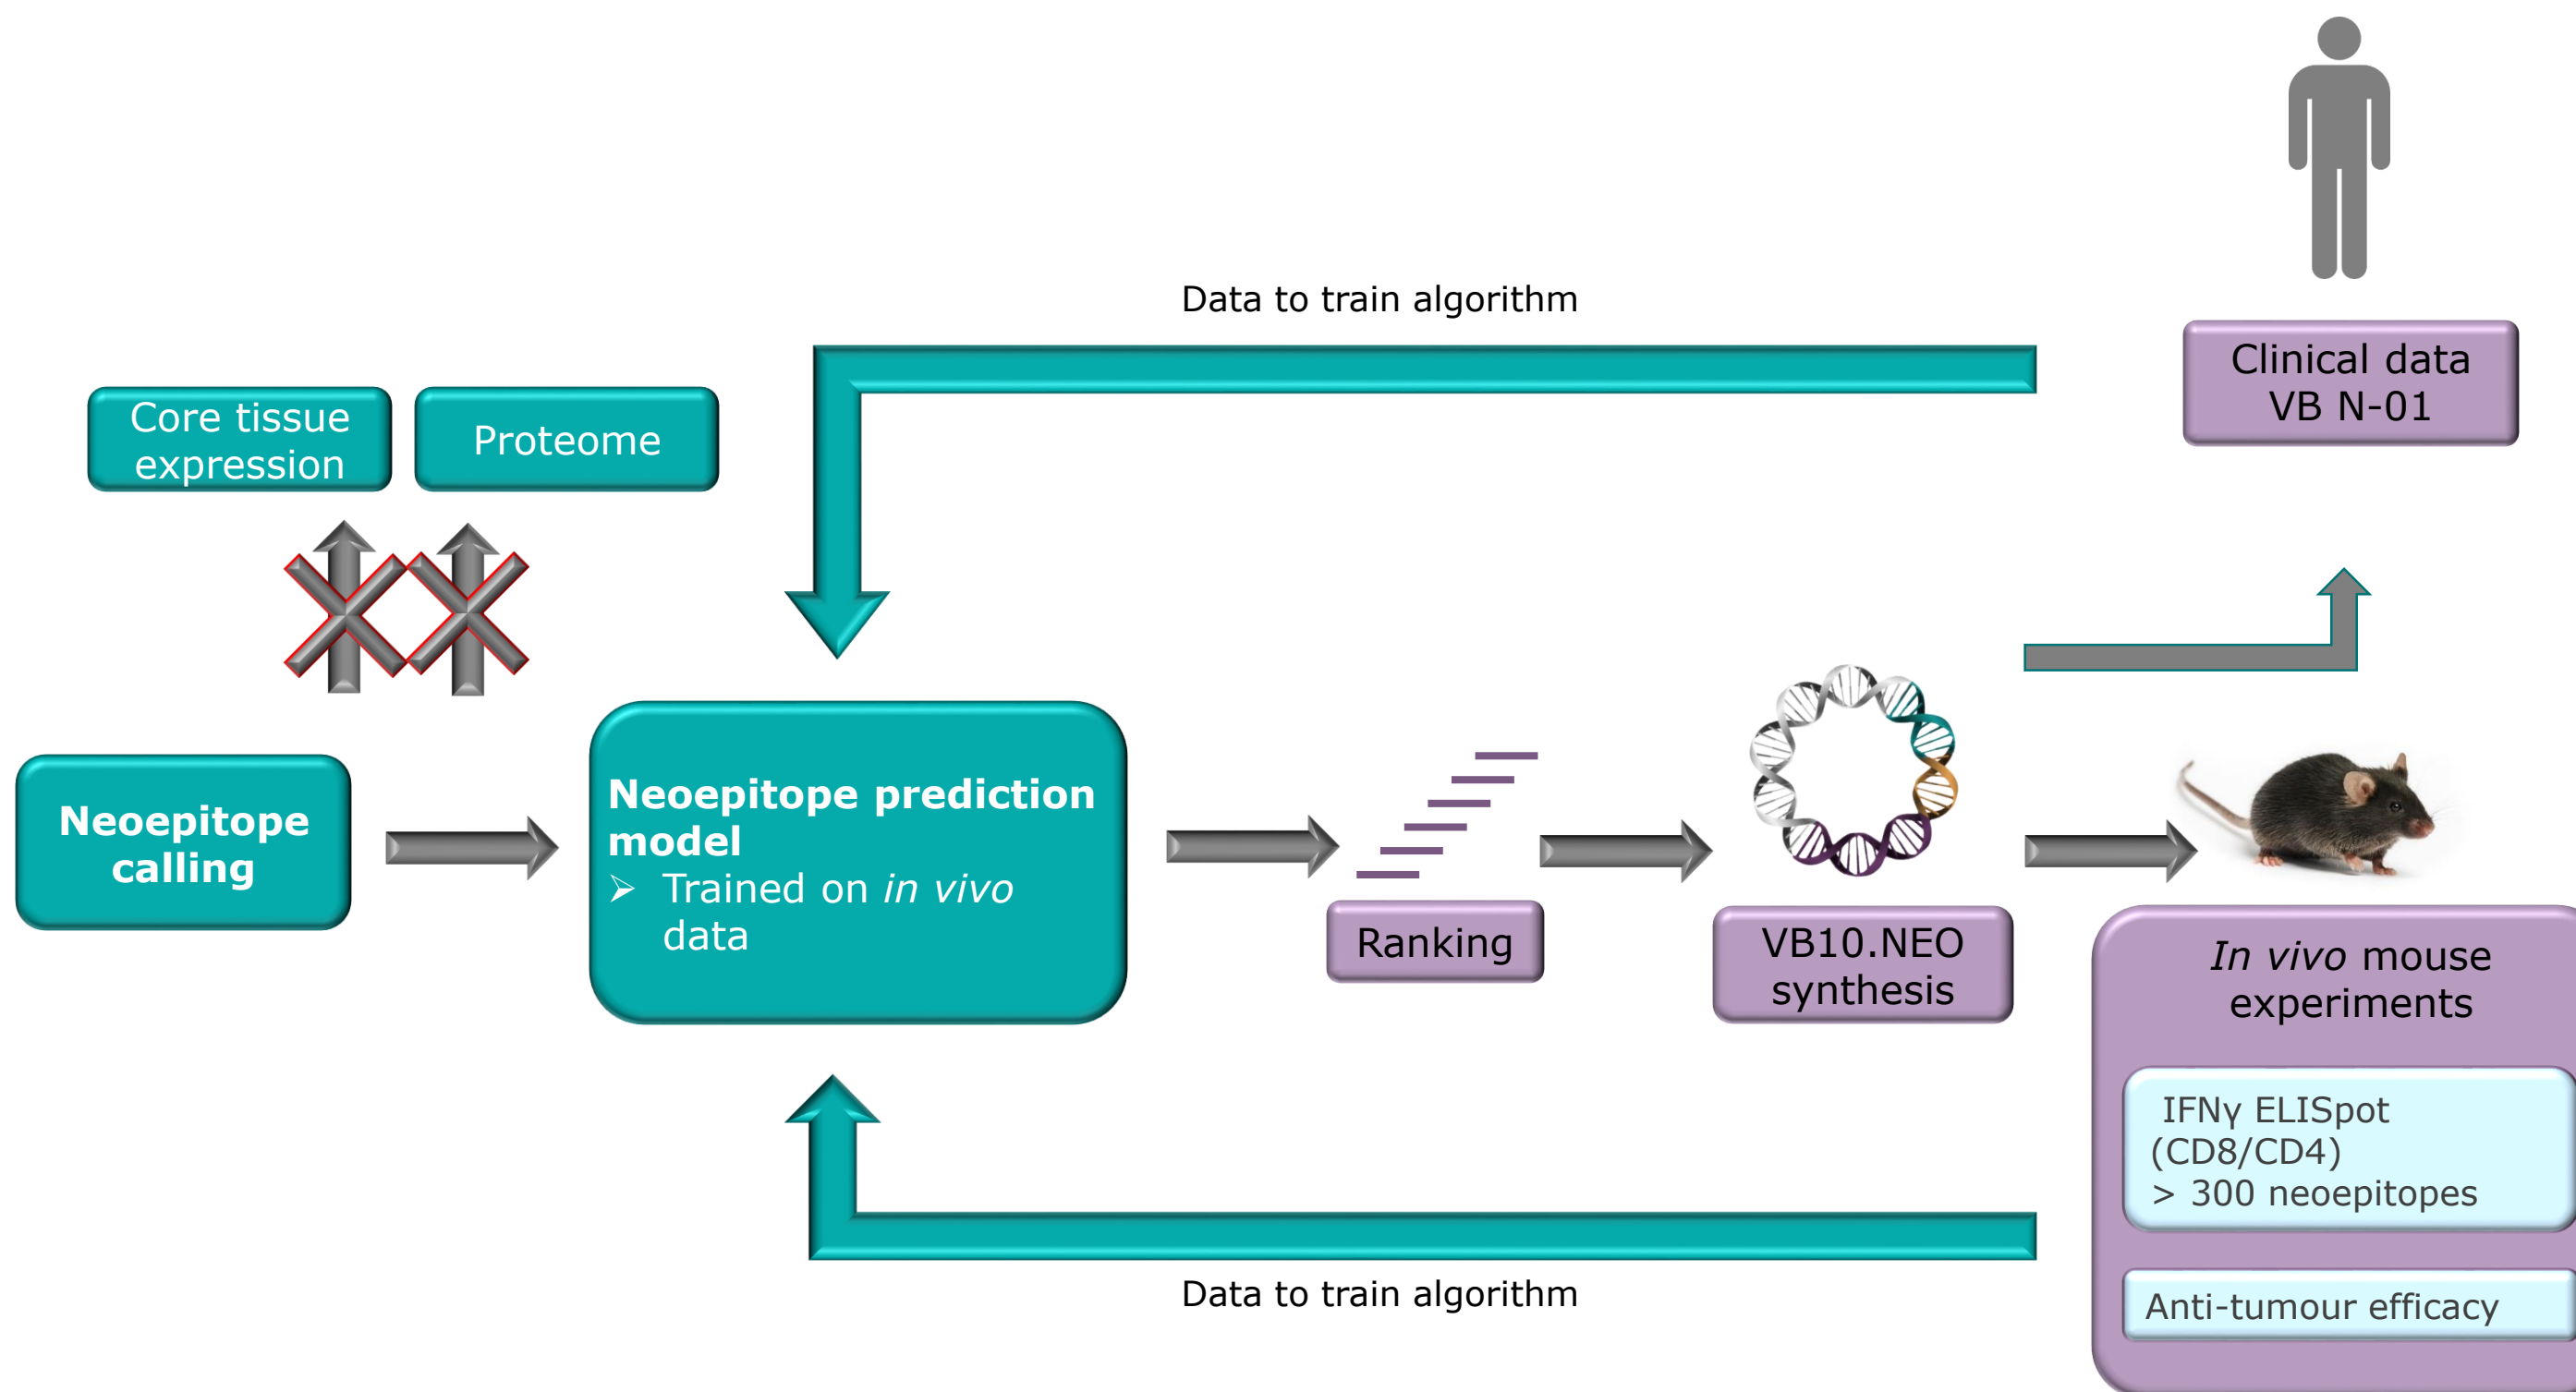 Data to train algorithm
Clinical data
VB N-01
Core tissue
expression
Proteome
Neoepitope
calling
Neoepitope prediction
model
➢ Trained on in vivo
data
Ranking
VB10.NEO
synthesis
In vivo mouse
experiments
IFNγ ELISpot
(CD8/CD4)
> 300 neoepitopes
Anti-tumour efficacy
Data to train algorithm